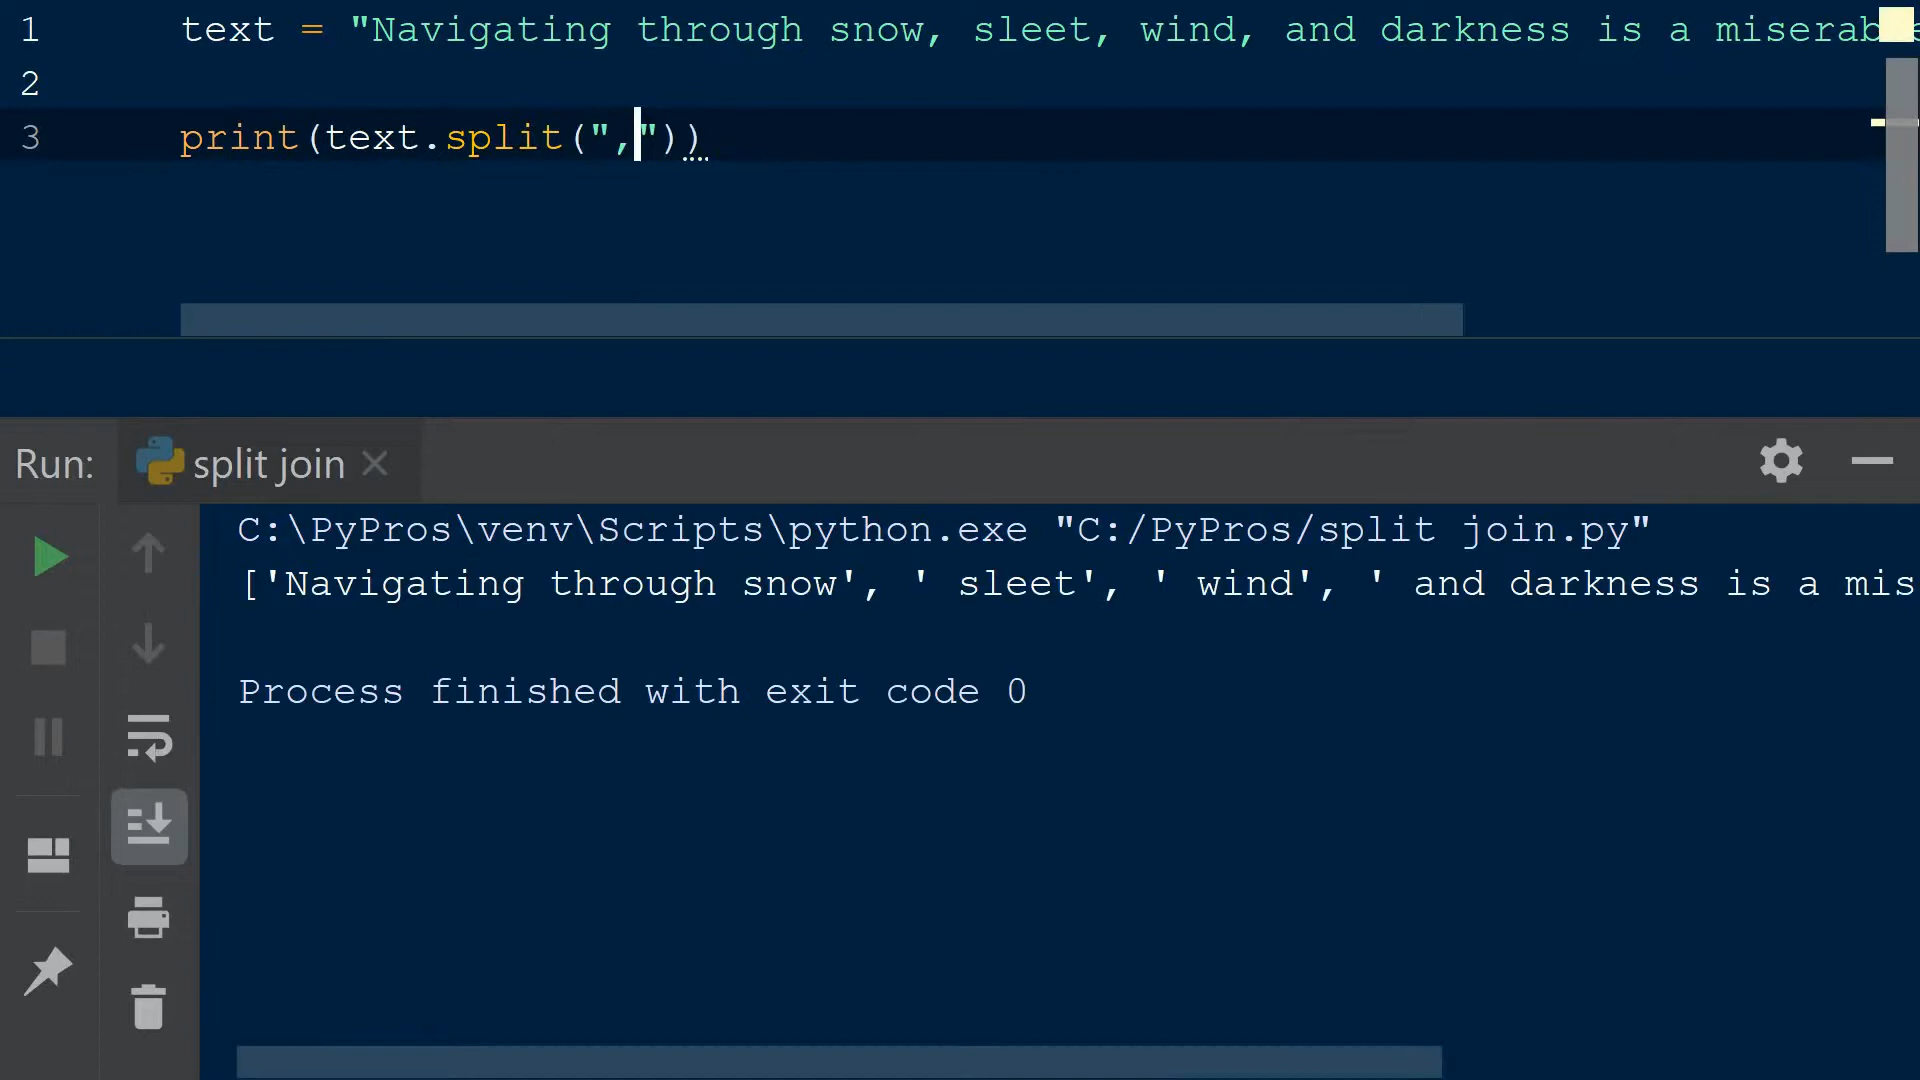 1 text = "Navigating through snow, sleet, wind, and darkness is a
2
3 print(text.split(","))
Run: split join
C:\PyPros\venv\Scripts\python.exe "C:/PyPros/split join.py"
['Navigating through snow', ' sleet', ' wind', ' and darkness is a mis
Process finished with exit code 0